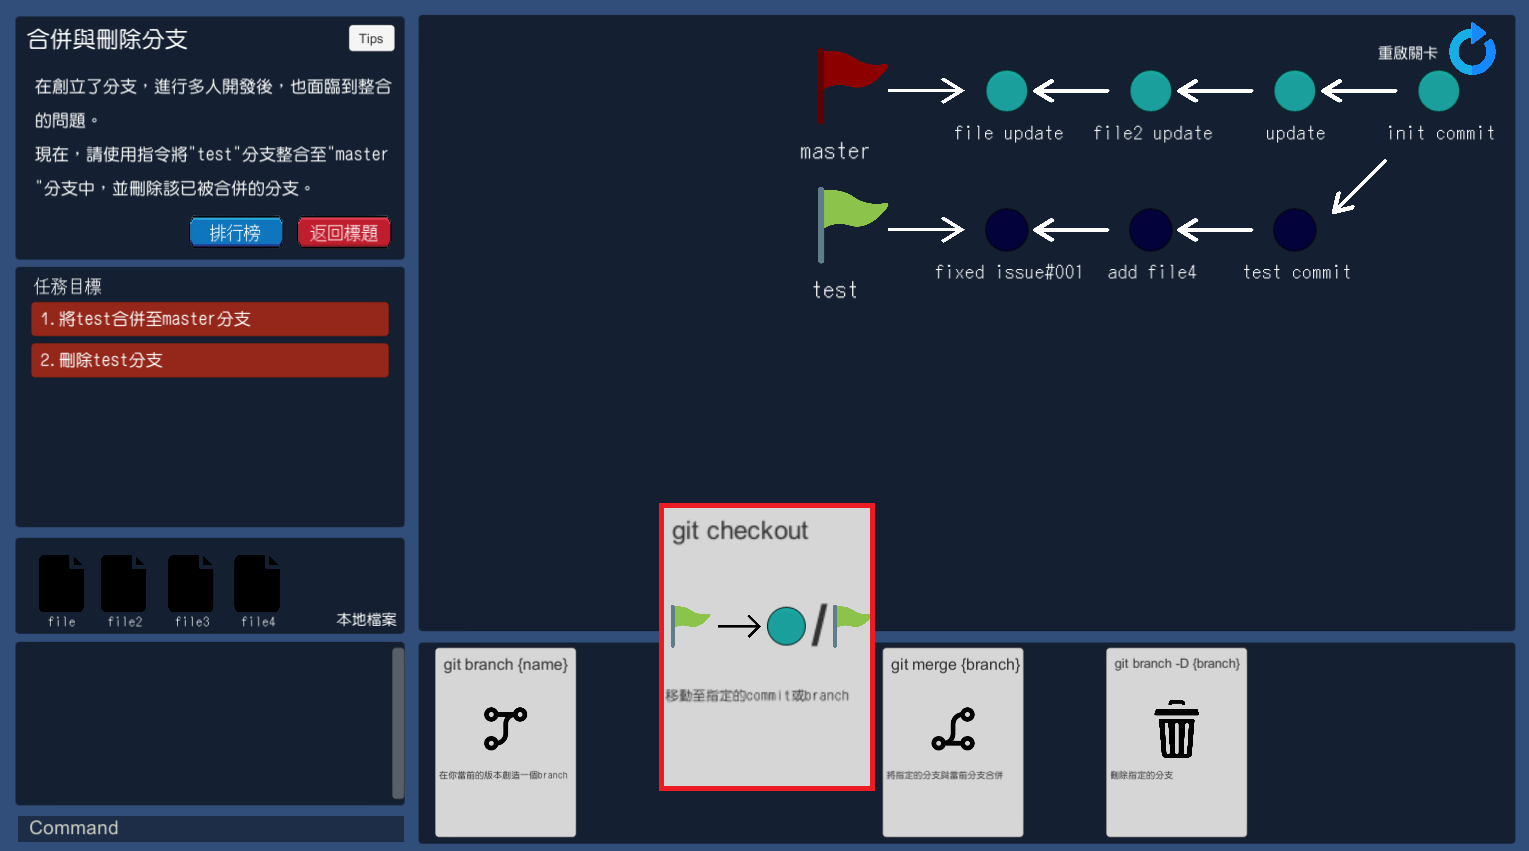 合併與刪除分支
Tips
在創立了分支，進行多人開發後，也面臨到整合
的問題。
現在，請使用指令將"test"分支整合至"master
"分支中，並刪除該已被合併的分支。
排行榜
返回標題
任務目標
1.將test合併至master分支
2.刪除test分支
file
file2
file3
file4
本地檔案
Command
重啟關卡
master
file update
file2 update
update
init commit
test
fixed issue#001
add file4
test commit
git branch {name}
在你當前的版本創造一個branch
git checkout
移動至指定的commit或branch
git merge {branch}
將指定的分支與當前分支合併
git branch -D {branch}
刪除指定的分支